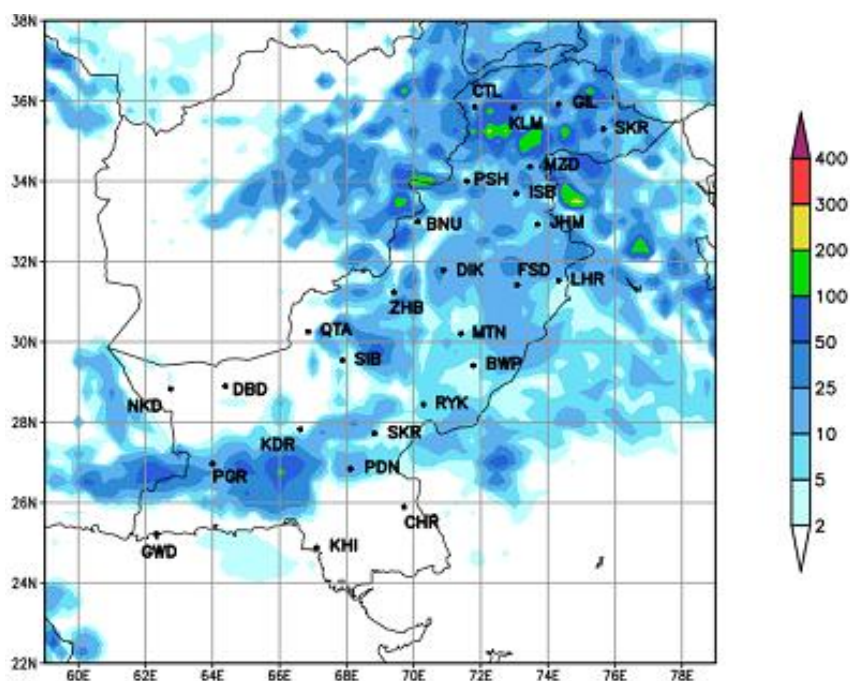 38N
36N
34N
32N
30N
28N
26N
24N
22N
60E 62E 64E 66E 68E 70E 72E 74E 76E 78E
CTL
GIL
KLM
SKR
MZD
PSH
ISB
BNU
JHM
DIK
FSD
LHR
ZHB
QTA
MTN
SIB
BWP
DBD
NKD
RYK
KDR
SKR
PGR
PDN
CHR
GWD
KHI
400
300
200
100
50
25
10
5
2